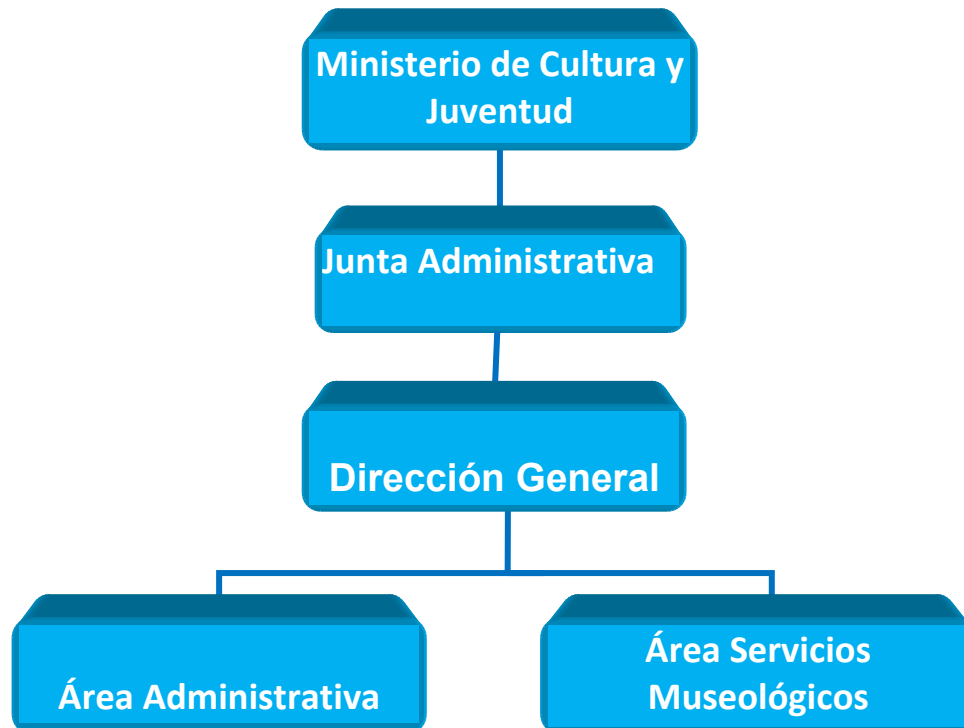 Ministerio de Cultura y
Juventud
Junta Administrativa
Dirección General
Área Administrativa
Área Servicios
Museológicos